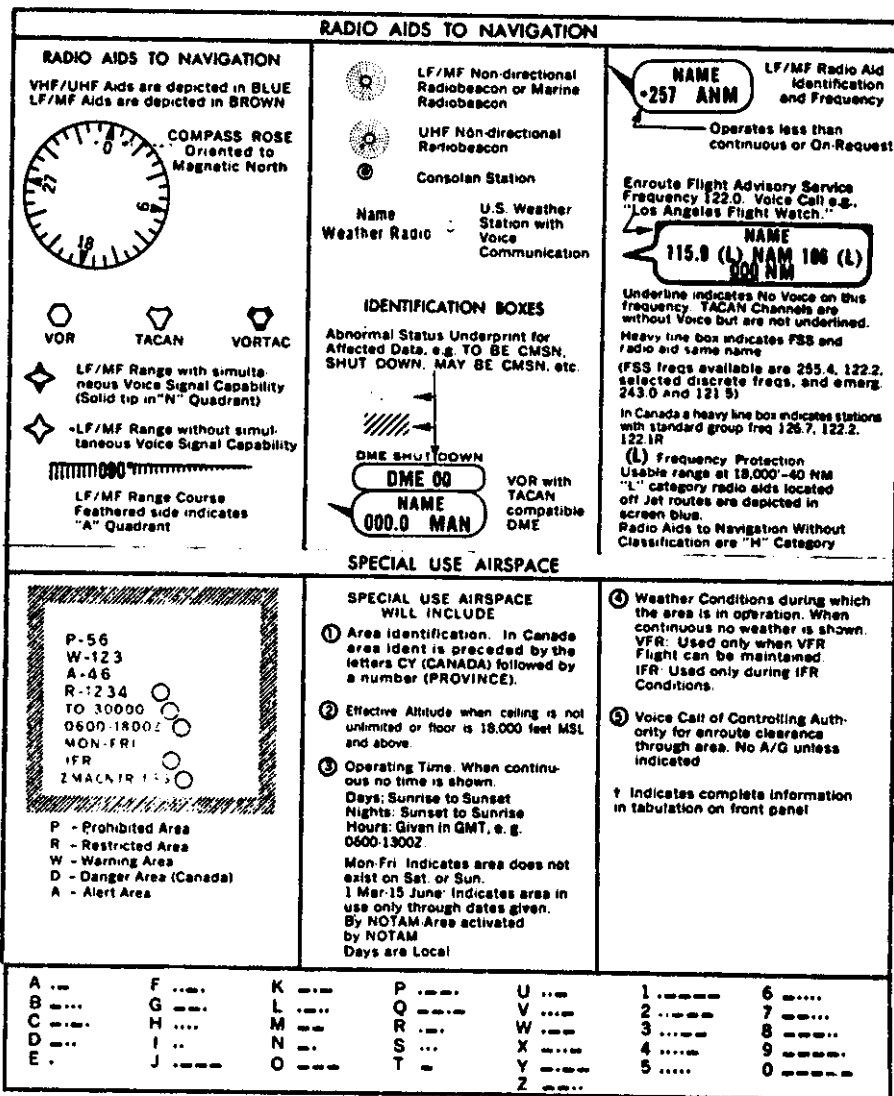 RADIO AIDS TO NAVIGATION
RADIO AIDS TO NAVIGATION
VHF/UHF Aids are depicted in BLUE
LF/MF Aids are depicted in BROWN
COMPASS ROSE
Oriented to
Magnetic North
0
27
9
18
VOR
TACAN
VORTAC
LF/MF Range with simulta-
neous Voice Signal Capability
(Solid tip in "N" Quadrant)
LF/MF Range without simul-
taneous Voice Signal Capability
090°
LF/MF Range Course
Feathered side indicates
"A" Quadrant
LF/MF Non-directional
Radiobeacon or Marine
Radiobeacon
UHF Non-directional
Radiobeacon
Consolan Station
Name
Weather Radio
U.S. Weather
Station with
Voice
Communication
IDENTIFICATION BOXES
Abnormal Status Underprint for
Affected Data, e.g. TO BE CMSN,
SHUT DOWN, MAY BE CMSN, etc.
DME SHUT DOWN
DME 00
NAME
000.0 MAN
VOR with
TACAN
compatible
DME
NAME
*257 ANM
LF/MF Radio Aid
Identification
and Frequency
Operates less than
continuous or On-Request
Enroute Flight Advisory Service
Frequency 122.0. Voice Call e.g.,
"Los Angeles Flight Watch."
NAME
115.9 (L) NAM 106 (L)
000 NM
Underline indicates No Voice on this
frequency. TACAN Channels are
without Voice but are not underlined.
Heavy line box indicates FSS and
radio aid same name
(FSS freqs available are 255.4, 122.2,
selected discrete freqs, and emerg.
243.0 and 121.5)
In Canada a heavy line box indicates stations
with standard group freq 126.7, 122.2,
122.1R
(L) Frequency Protection
Usable range at 18,000'-40 NM
"L" category radio aids located
off Jet routes are depicted in
screen blue.
Radio Aids to Navigation Without
Classification are "H" Category
SPECIAL USE AIRSPACE
P-56
W-123
A-46
R-1234
TO 30000
0600-1800Z
MON-FRI
IFR
P - Prohibited Area
R - Restricted Area
W - Warning Area
D - Danger Area (Canada)
A - Alert Area
SPECIAL USE AIRSPACE
WILL INCLUDE
① Area identification. In Canada
area ident is preceded by the
letters CY (CANADA) followed by
a number (PROVINCE).
② Effective Altitude when ceiling is not
unlimited or floor is 18,000 feet MSL
and above.
③ Operating Time. When continu-
ous no time is shown.
Days; Sunrise to Sunset
Nights: Sunset to Sunrise
Hours: Given in GMT, e. g.
0600-1300Z
Mon-Fri Indicates area does not
exist on Sat. or Sun.
1 Mar-15 June: Indicates area in
use only through dates given.
By NOTAM-Area activated
by NOTAM
Days are Local
④ Weather Conditions during which
the area is in operation. When
continuous no weather is shown.
VFR: Used only when VFR
Flight can be maintained.
IFR: Used only during IFR
Conditions.
⑤ Voice Call of Controlling Auth-
ority for enroute clearance
through area. No A/G unless
indicated
† Indicates complete information
in tabulation on front panel
A .-
B -...
C -.-.
D -..
E .
F ..-.
G --.
H ....
I ..
J .---
K -.-
L .-..
M --
N -.
O ---
P .--.
Q --.-
R .-.
S ...
T -
U ..-
V ...-
W .--
X -..-
Y -.--
Z --..
1 .----
2 ..---
3 ...--
4 ....-
5 .....
6 -....
7 --...
8 ---..
9 ----.
0 -----